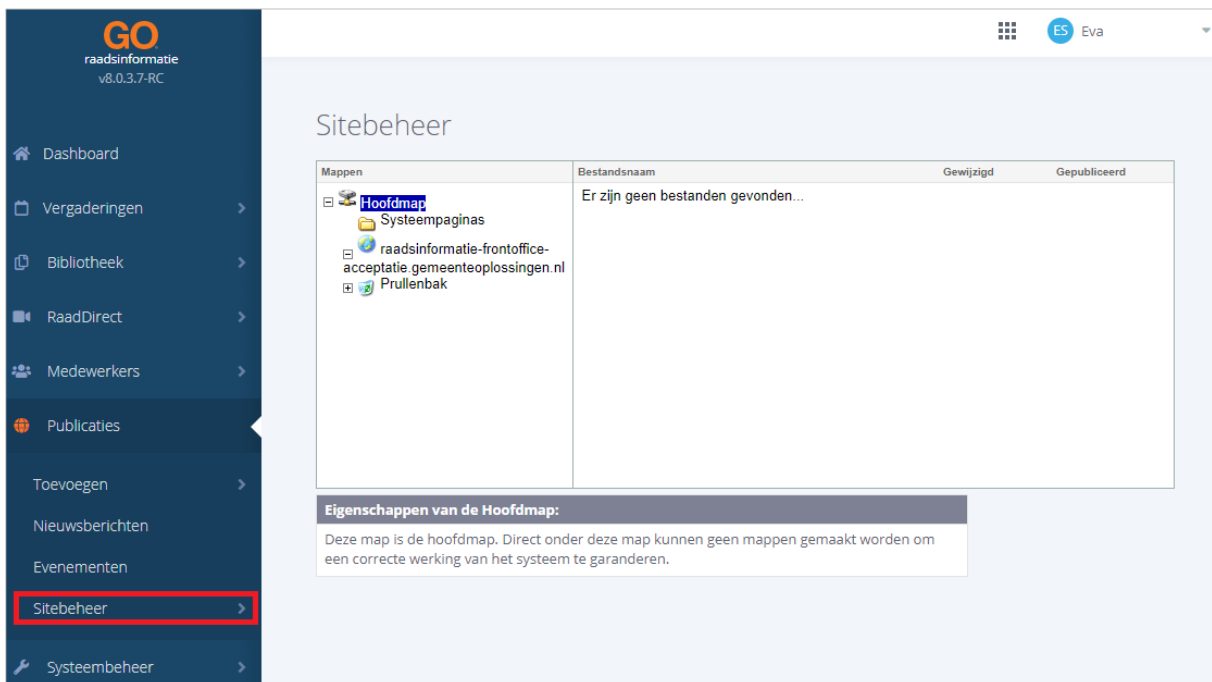 GO
raadsinformatie
v8.0.3.7-RC
ES Eva
Dashboard
Vergaderingen
Bibliotheek
RaadDirect
Medewerkers
Publicaties
Toevoegen
Nieuwsberichten
Evenementen
Sitebeheer
Systeembeheer
Sitebeheer
Mappen Bestandsnaam Gewijzigd Gepubliceerd
Hoofdmap
Systeempaginas
raadsinformatie-frontoffice-
acceptatie.gemeenteoplossingen.nl
Prullenbak
Er zijn geen bestanden gevonden...
Eigenschappen van de Hoofdmap:
Deze map is de hoofdmap. Direct onder deze map kunnen geen mappen gemaakt worden om
een correcte werking van het systeem te garanderen.